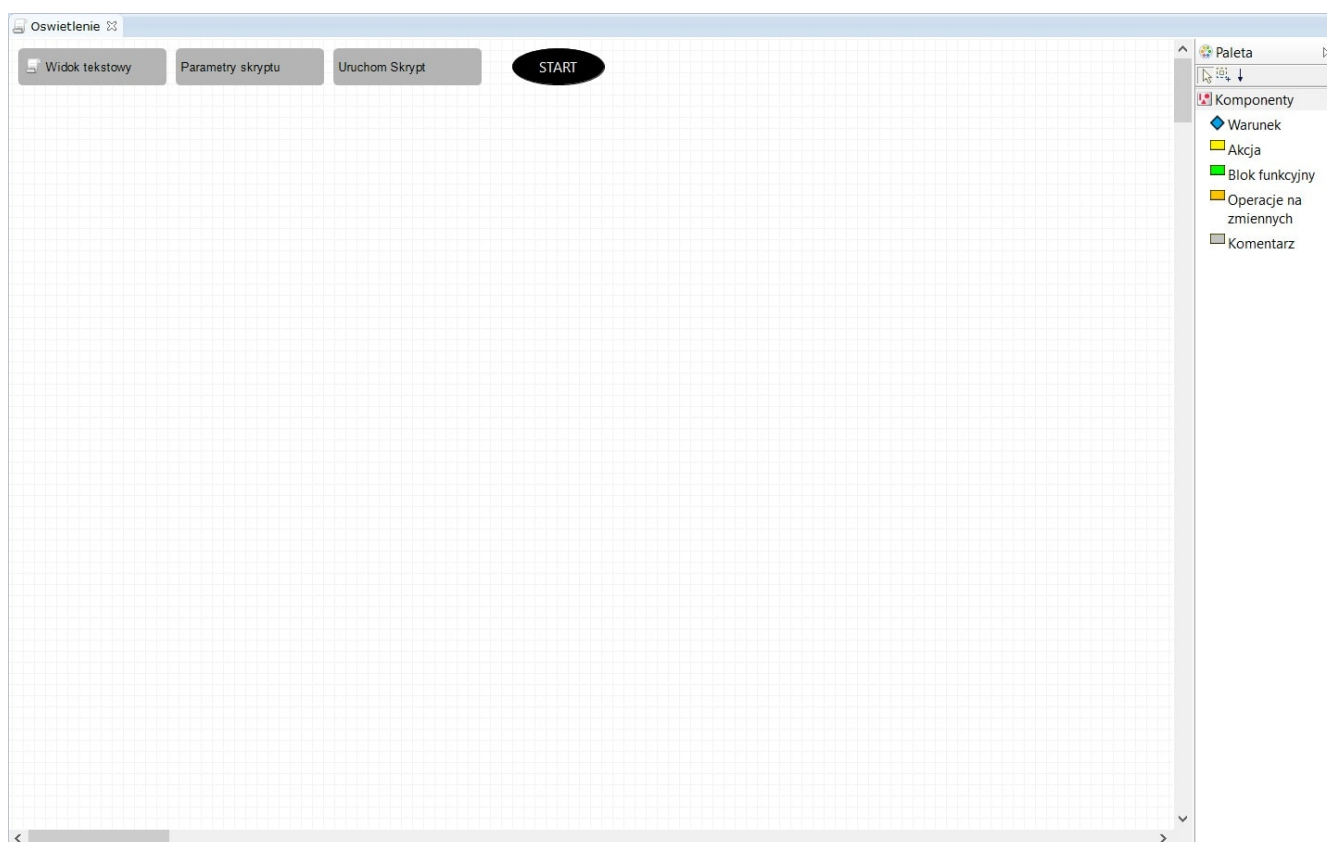 Oswietlenie
Widok tekstowy
Parametry skryptu
Uruchom Skrypt
START
Paleta
Komponenty
Warunek
Akcja
Blok funkcyjny
Operacje na
zmiennych
Komentarz